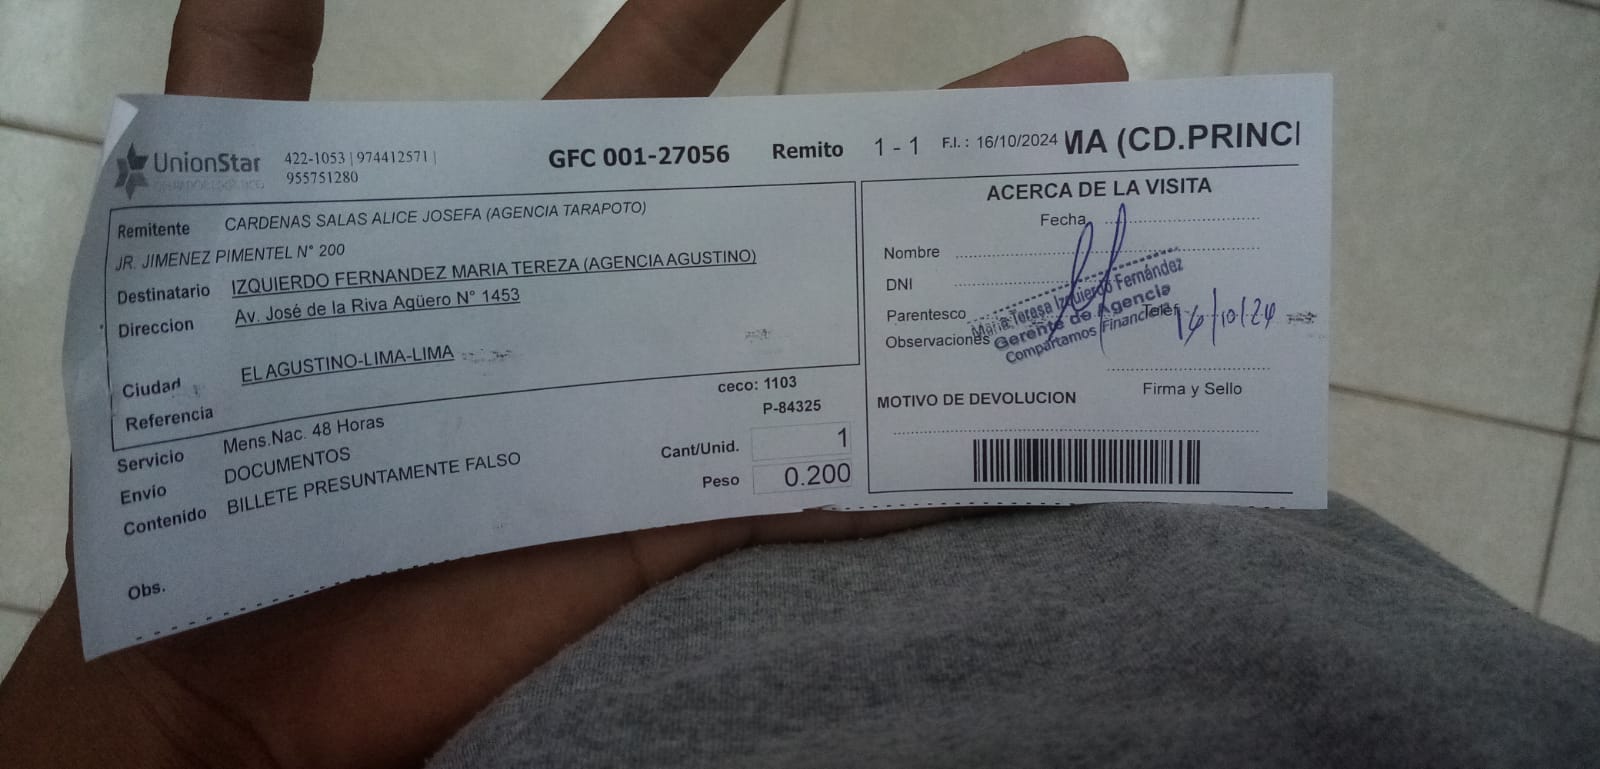 UnionStar
422-1053 | 974412571 |
955751280
GFC 001-27056 Remito 1 - 1 F.I.: 16/10/2024 MA (CD.PRINCI
Remitente CARDENAS SALAS ALICE JOSEFA (AGENCIA TARAPOTO)
JR. JIMENEZ PIMENTEL N° 200
Destinatario IZQUIERDO FERNANDEZ MARIA TEREZA (AGENCIA AGUSTINO)
Direccion Av. José de la Riva Agüero N° 1453
Ciudad EL AGUSTINO-LIMA-LIMA
Referencia
ceco: 1103
P-84325
Servicio Mens.Nac. 48 Horas
Envio DOCUMENTOS
Contenido BILLETE PRESUNTAMENTE FALSO
Cant/Unid. 1
Peso 0.200
Obs.
ACERCA DE LA VISITA
Fecha
Nombre
DNI
Parentesco Telef
Observaciones
Maria Teresa Izquierdo Fernández
Gerente de Agencia
Compartamos Financiera
16/10/24
Firma y Sello
MOTIVO DE DEVOLUCION